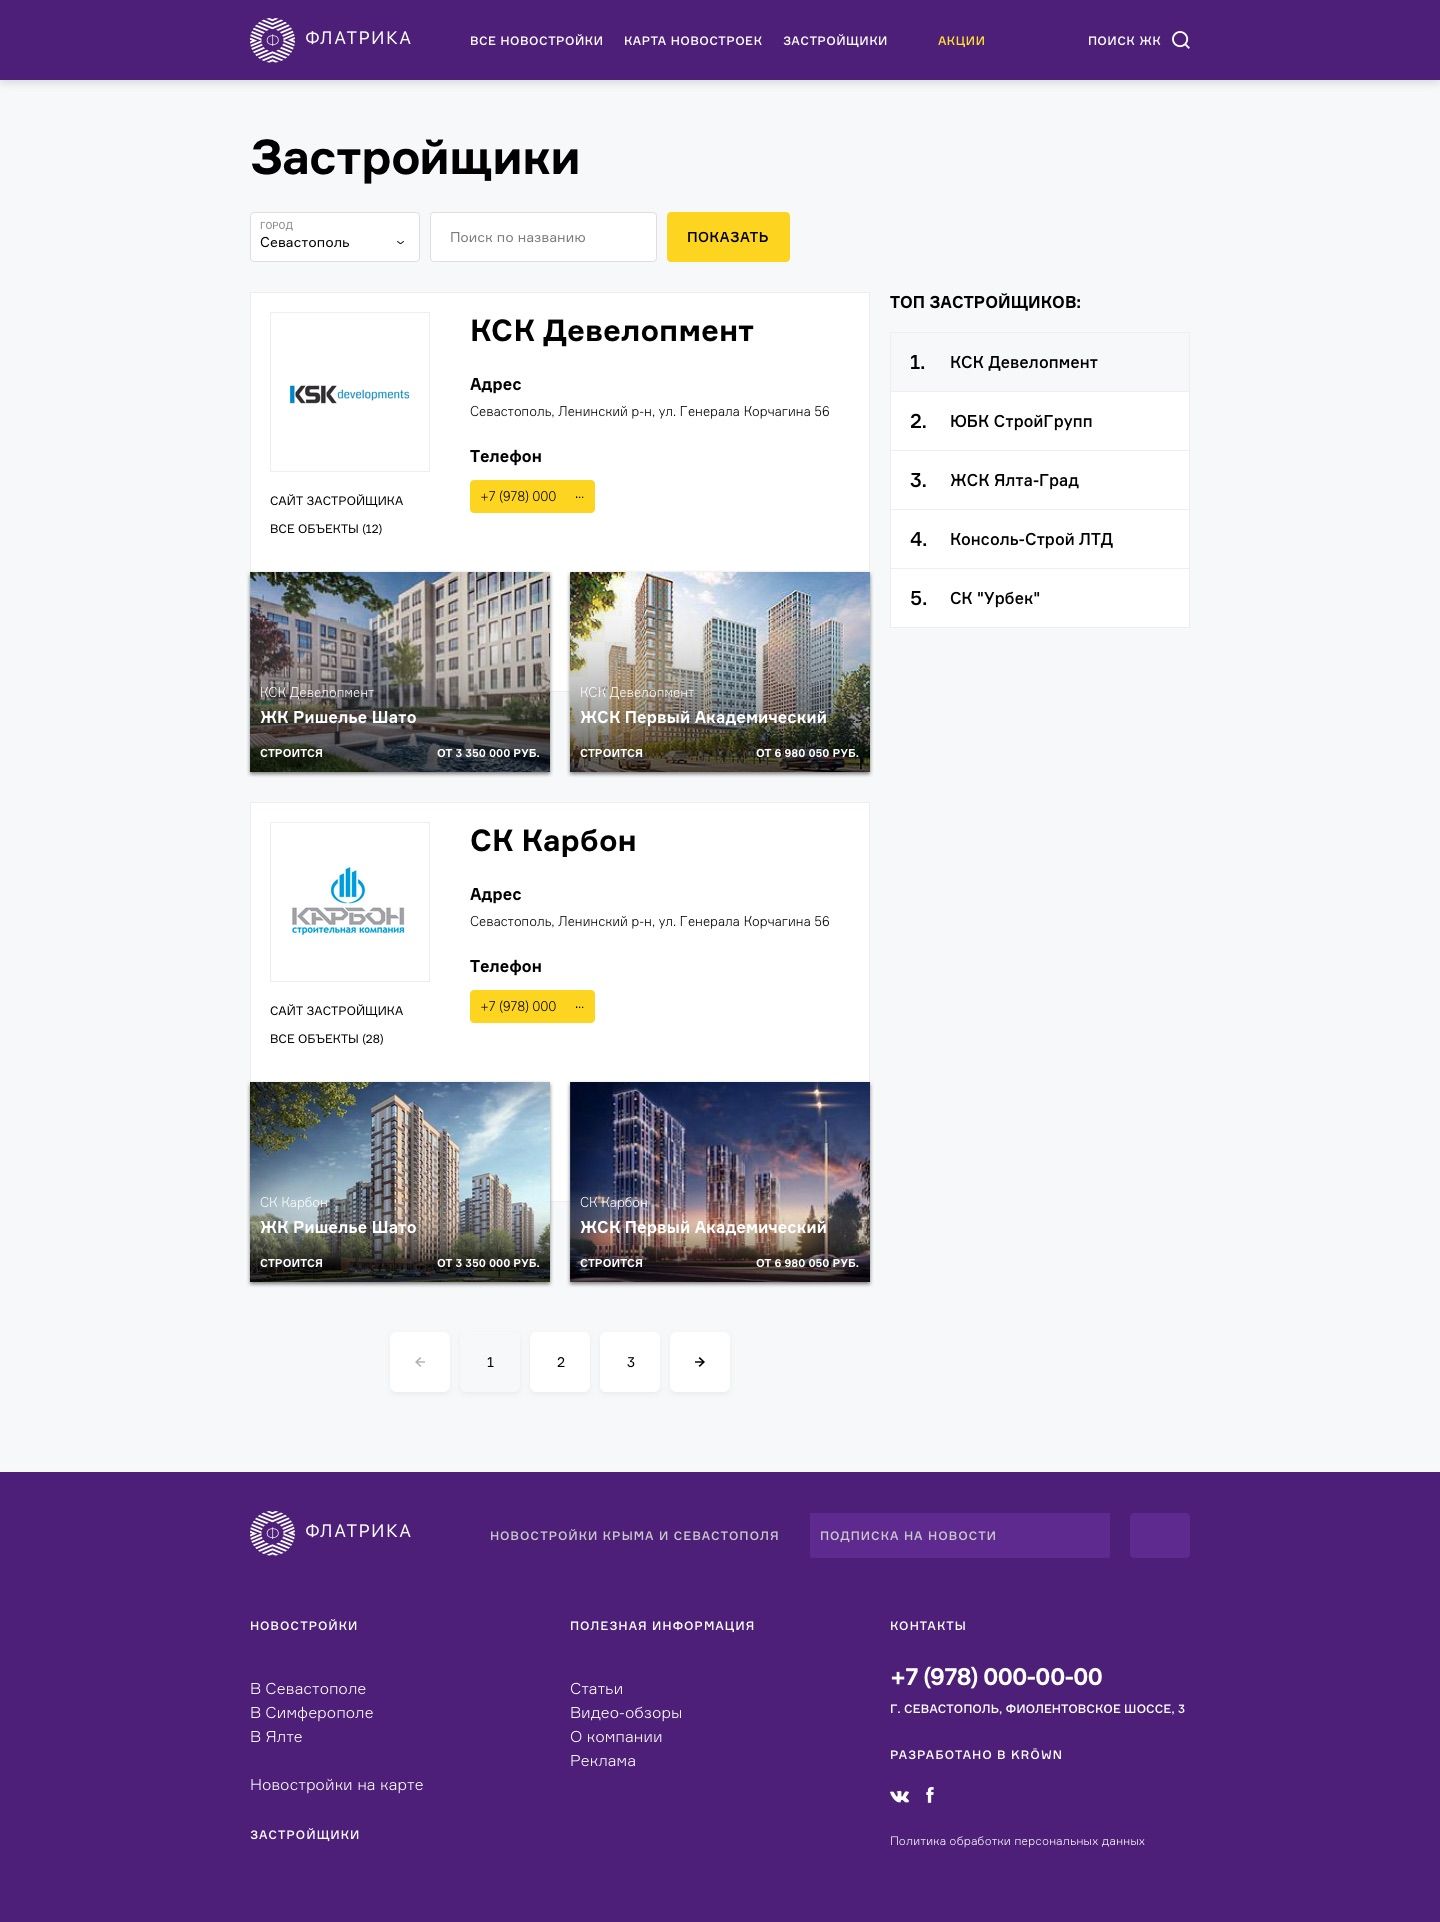 ФЛАТРИКА
ВСЕ НОВОСТРОЙКИ КАРТА НОВОСТРОЕК ЗАСТРОЙЩИКИ АКЦИИ ПОИСК ЖК
Застройщики
ГОРОД
Севастополь
Поиск по названию
ПОКАЗАТЬ
KSK developments
САЙТ ЗАСТРОЙЩИКА
ВСЕ ОБЪЕКТЫ (12)
КСК Девелопмент
Адрес
Севастополь, Ленинский р-н, ул. Генерала Корчагина 56
Телефон
+7 (978) 000 ...
КСК Девелопмент
ЖК Ришелье Шато
СТРОИТСЯ ОТ 3 350 000 РУБ.
КСК Девелопмент
ЖСК Первый Академический
СТРОИТСЯ ОТ 6 980 050 РУБ.
ТОП ЗАСТРОЙЩИКОВ:
1. КСК Девелопмент
2. ЮБК СтройГрупп
3. ЖСК Ялта-Град
4. Консоль-Строй ЛТД
5. СК "Урбек"
КАРБОН
строительная компания
САЙТ ЗАСТРОЙЩИКА
ВСЕ ОБЪЕКТЫ (28)
СК Карбон
Адрес
Севастополь, Ленинский р-н, ул. Генерала Корчагина 56
Телефон
+7 (978) 000 ...
СК Карбон
ЖК Ришелье Шато
СТРОИТСЯ ОТ 3 350 000 РУБ.
СК Карбон
ЖСК Первый Академический
СТРОИТСЯ ОТ 6 980 050 РУБ.
1 2 3
ФЛАТРИКА
НОВОСТРОЙКИ КРЫМА И СЕВАСТОПОЛЯ
ПОДПИСКА НА НОВОСТИ
НОВОСТРОЙКИ
В Севастополе
В Симферополе
В Ялте
Новостройки на карте
ЗАСТРОЙЩИКИ
ПОЛЕЗНАЯ ИНФОРМАЦИЯ
Статьи
Видео-обзоры
О компании
Реклама
КОНТАКТЫ
+7 (978) 000-00-00
Г. СЕВАСТОПОЛЬ, ФИОЛЕНТОВСКОЕ ШОССЕ, 3
РАЗРАБОТАНО В KRŌWN
Политика обработки персональных данных